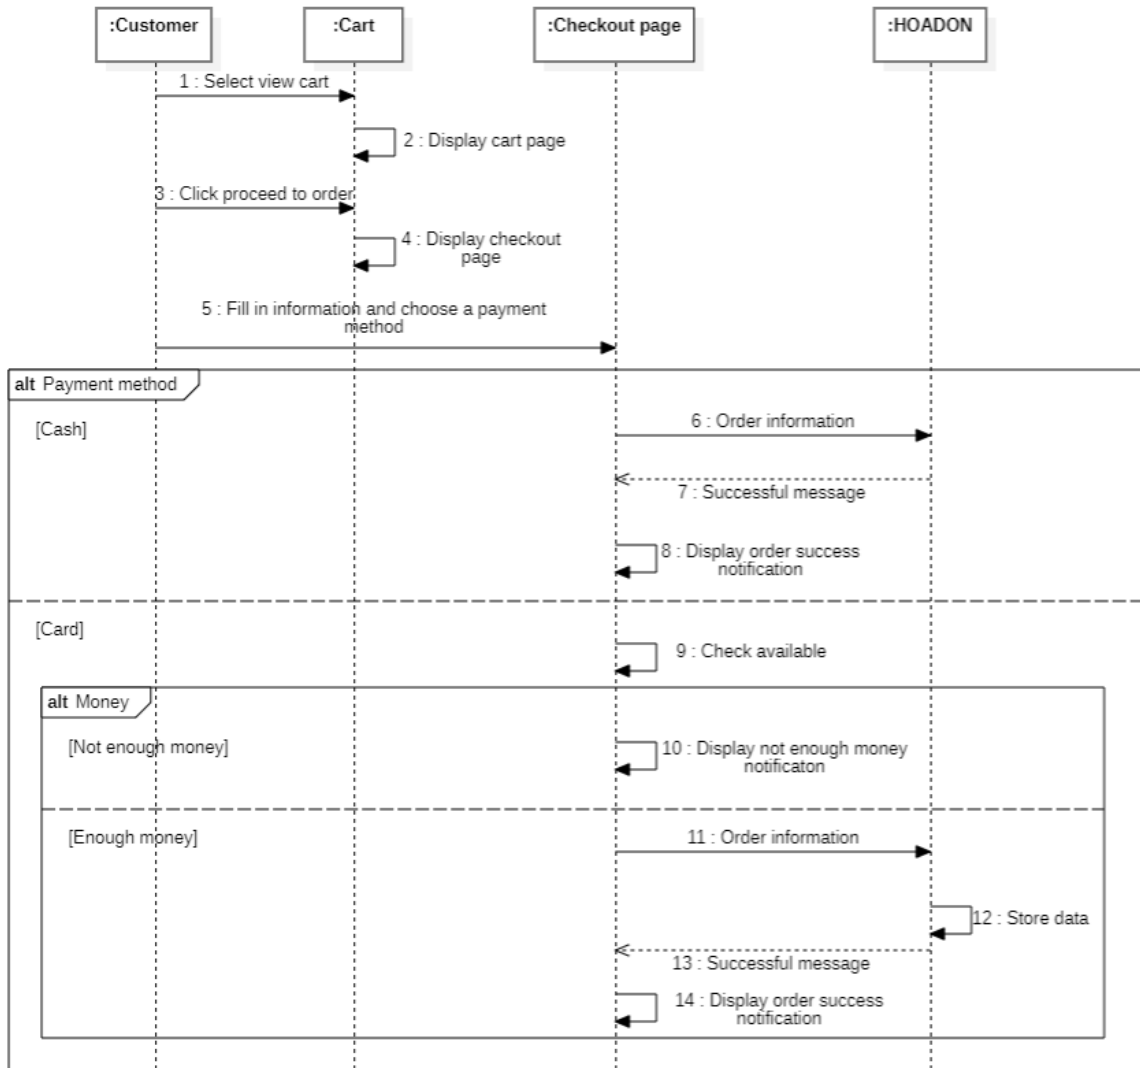 :Customer
:Cart
:Checkout page
:HOADON
1 : Select view cart
2 : Display cart page
3 : Click proceed to order
4 : Display checkout
page
5 : Fill in information and choose a payment
method
alt Payment method
[Cash]
6 : Order information
7 : Successful message
8 : Display order success
notification
[Card]
9 : Check available
alt Money
[Not enough money]
10 : Display not enough money
notificaton
[Enough money]
11 : Order information
12 : Store data
13 : Successful message
14 : Display order success
notification